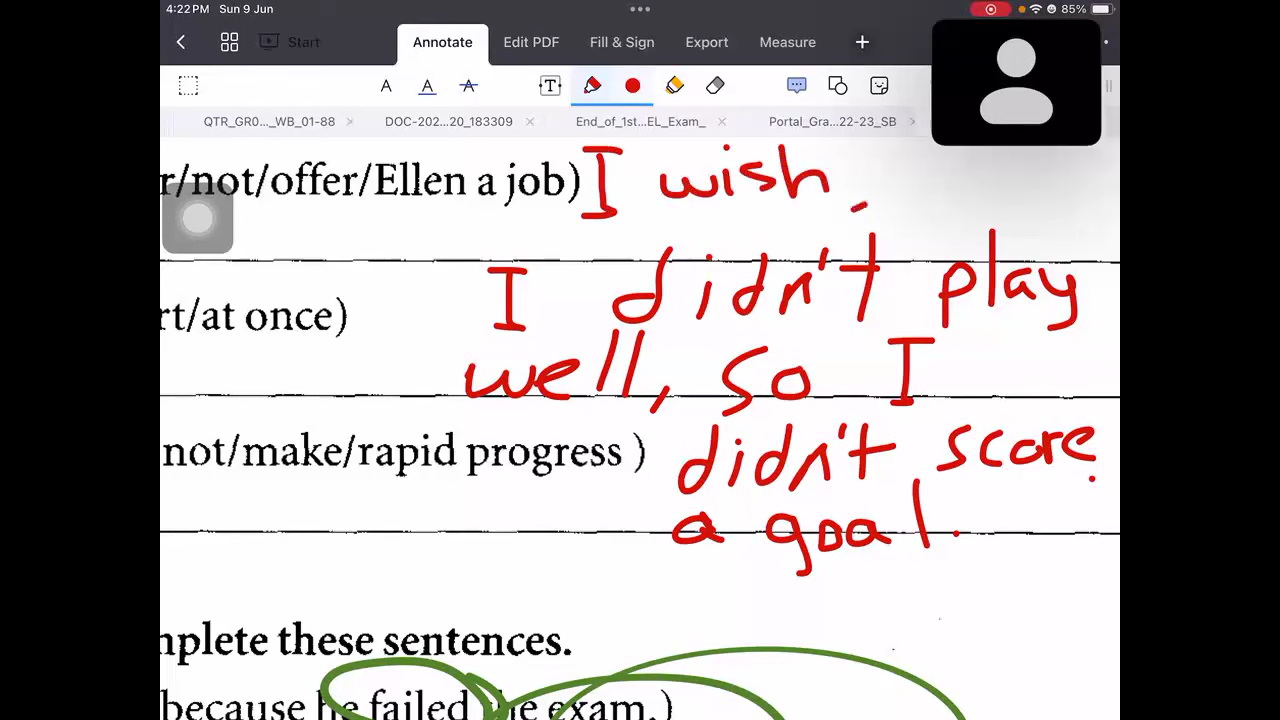 4:22 PM Sun 9 Jun 85%
Start Annotate Edit PDF Fill & Sign Export Measure
QTR_GR0..._WB_01-88 DOC-202...20_183309 End_of_1st...EL_Exam_ Portal_Gra...22-23_SB
r/not/offer/Ellen a job) I wish
I didn't play
rt/at once)
well, so I
not/make/rapid progress ) didn't score
a goal.
nplete these sentences.
because he failed the exam.)